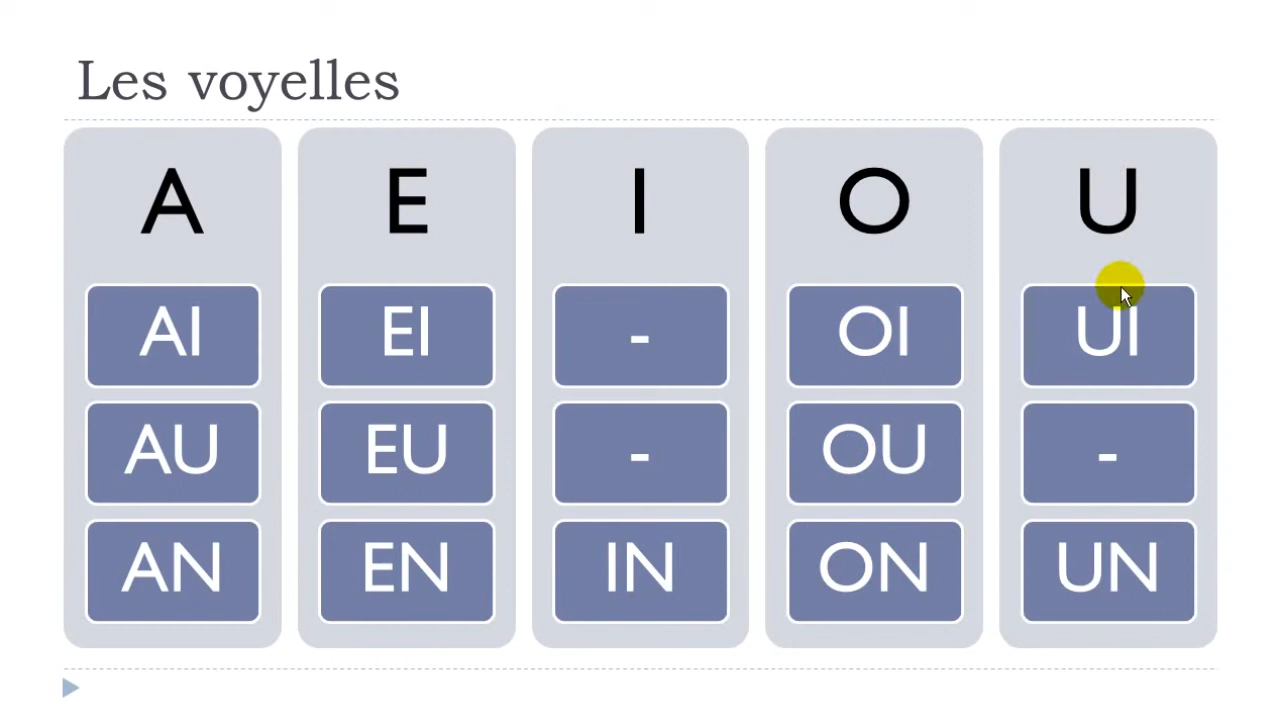 Les voyelles
A E I O U
AI EI - OI UI
AU EU - OU -
AN EN IN ON UN